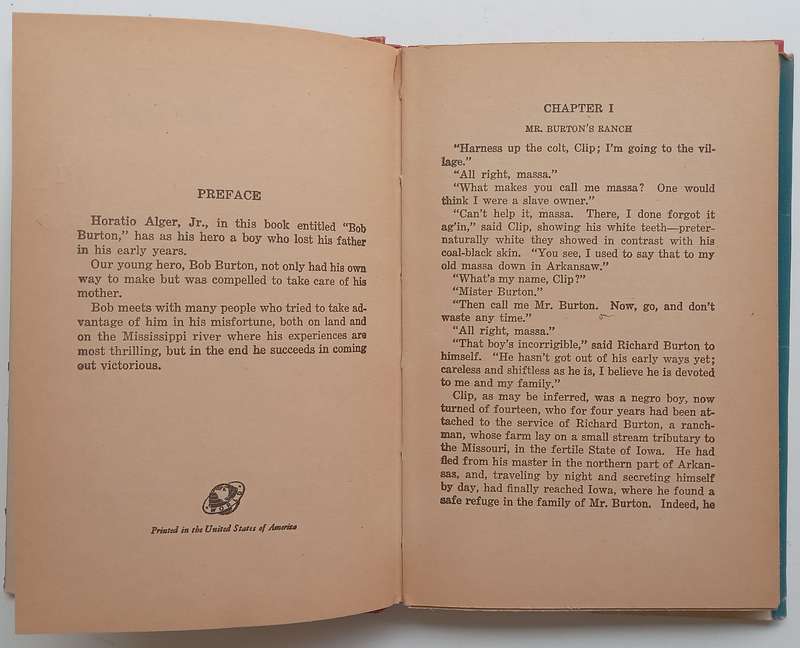 PREFACE
Horatio Alger, Jr., in this book entitled “Bob
Burton,” has as his hero a boy who lost his father
in his early years.
Our young hero, Bob Burton, not only had his own
way to make but was compelled to take care of his
mother.
Bob meets with many people who tried to take ad-
vantage of him in his misfortune, both on land and
on the Mississippi river where his experiences are
most thrilling, but in the end he succeeds in coming
out victorious.
WORLD
Printed in the United States of America
CHAPTER I
MR. BURTON'S RANCH
“Harness up the colt, Clip; I'm going to the vil-
lage.”
“All right, massa.”
“What makes you call me massa? One would
think I were a slave owner.”
“Can't help it, massa. There, I done forgot it
ag'in,” said Clip, showing his white teeth—preter-
naturally white they showed in contrast with his
coal-black skin. “You see, I used to say that to my
old massa down in Arkansaw.”
“What's my name, Clip?”
“Mister Burton.”
“Then call me Mr. Burton. Now, go, and don't
waste any time.”
“All right, massa.”
“That boy's incorrigible,” said Richard Burton to
himself. “He hasn't got out of his early ways yet;
careless and shiftless as he is, I believe he is devoted
to me and my family.”
Clip, as may be inferred, was a negro boy, now
turned of fourteen, who for four years had been at-
tached to the service of Richard Burton, a ranch-
man, whose farm lay on a small stream tributary to
the Missouri, in the fertile State of Iowa. He had
fled from his master in the northern part of Arkan-
sas, and, traveling by night and secreting himself
by day, had finally reached Iowa, where he found a
safe refuge in the family of Mr. Burton. Indeed, he